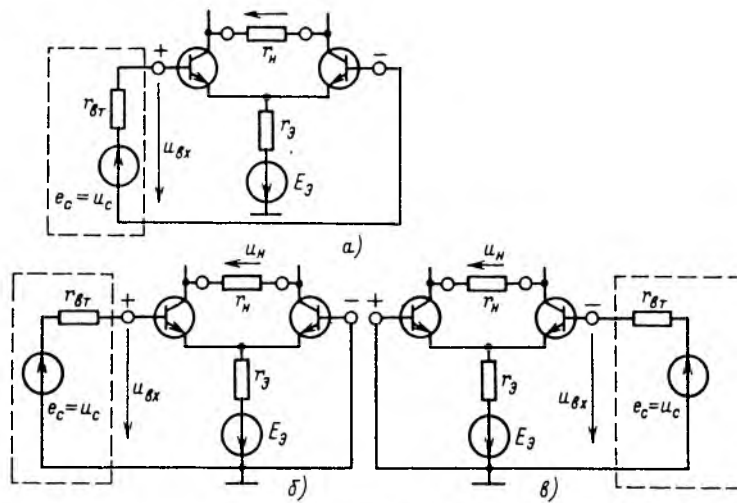 +
−
r_н
r_вт
u_вх
r_э
e_c = u_c
E_э
а)
u_н
u_н
r_вт
+
r_н
−
+
r_н
−
r_вт
u_вх
r_э
r_э
u_вх
e_c = u_c
e_c = u_c
E_э
E_э
б)
в)